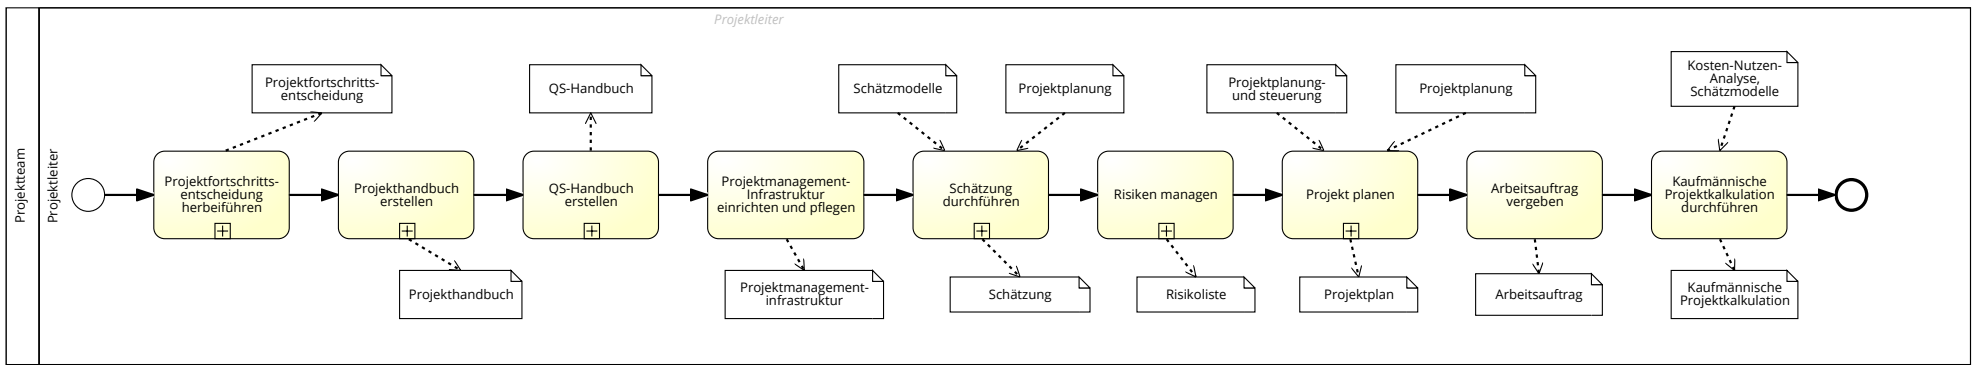 Projektleiter
Projektteam
Projektleiter
Projektfortschritts-
entscheidung
QS-Handbuch
Schätzmodelle
Projektplanung
Projektplanung-
und steuerung
Projektplanung
Kosten-Nutzen-
Analyse,
Schätzmodelle
Projektfortschritts-
entscheidung
herbeiführen
Projekthandbuch
erstellen
QS-Handbuch
erstellen
Projektmanagement-
Infrastruktur
einrichten und pflegen
Schätzung
durchführen
Risiken managen
Projekt planen
Arbeitsauftrag
vergeben
Kaufmännische
Projektkalkulation
durchführen
Projekthandbuch
Projektmanagement-
infrastruktur
Schätzung
Risikoliste
Projektplan
Arbeitsauftrag
Kaufmännische
Projektkalkulation